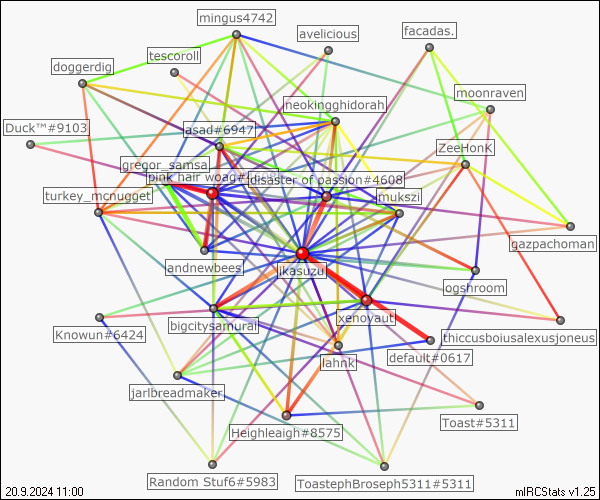 mingus4742
avelicious
facadas.
tescoroll
doggerdig
moonraven
neokingghidorah
Duck™#9103
asad#6947
ZeeHonK
gregor_samsa
pink hair woag#
disaster of passion#4608
turkey_mcnugget
mukszi
gazpachoman
andnewbees
jkasuzu
ogshroom
xenoyaut
bigcitysamurai
Knowun#6424
thiccusboiusalexusjoneus
default#0617
lahnk
jarlbreadmaker
Toast#5311
Heighleigh#8575
Random Stuf6#5983
ToastephBroseph5311#5311
20.9.2024 11:00
mIRCStats v1.25